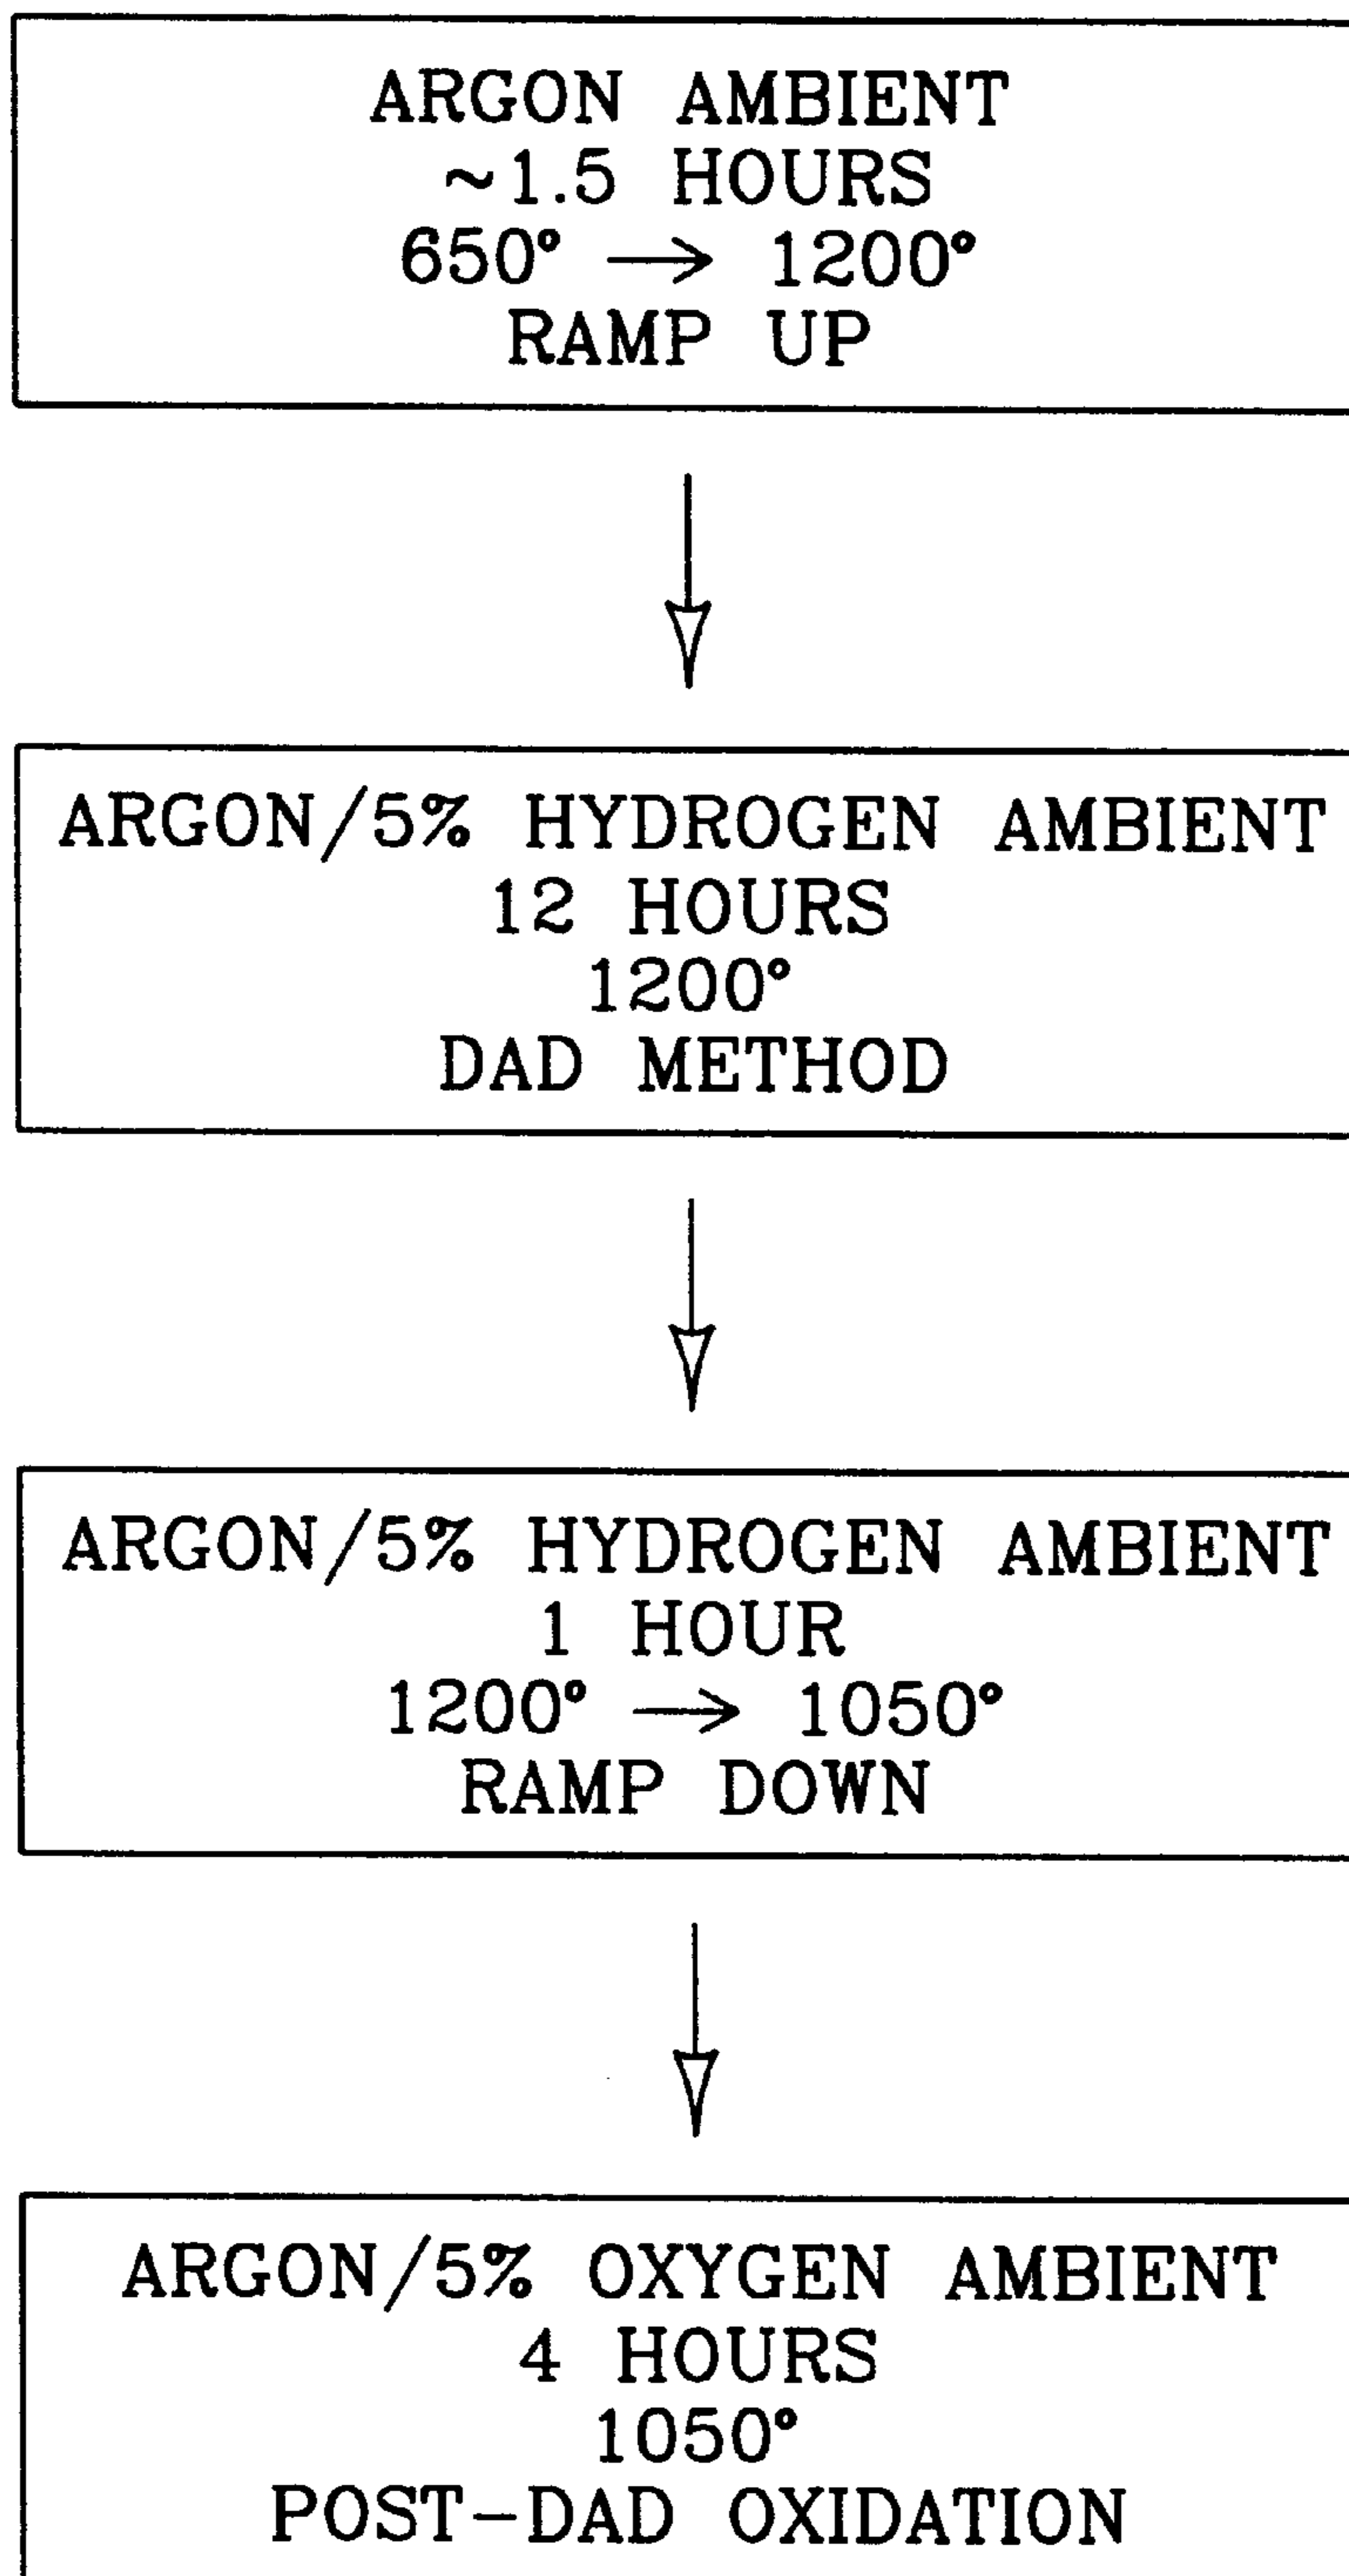 ARGON AMBIENT
~1.5 HOURS
650° → 1200°
RAMP UP
ARGON/5% HYDROGEN AMBIENT
12 HOURS
1200°
DAD METHOD
ARGON/5% HYDROGEN AMBIENT
1 HOUR
1200° → 1050°
RAMP DOWN
ARGON/5% OXYGEN AMBIENT
4 HOURS
1050°
POST-DAD OXIDATION